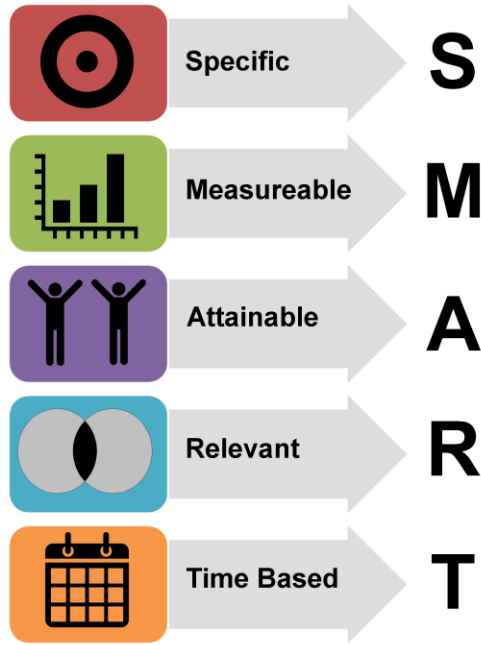 Specific S
Measureable M
Attainable A
Relevant R
Time Based T